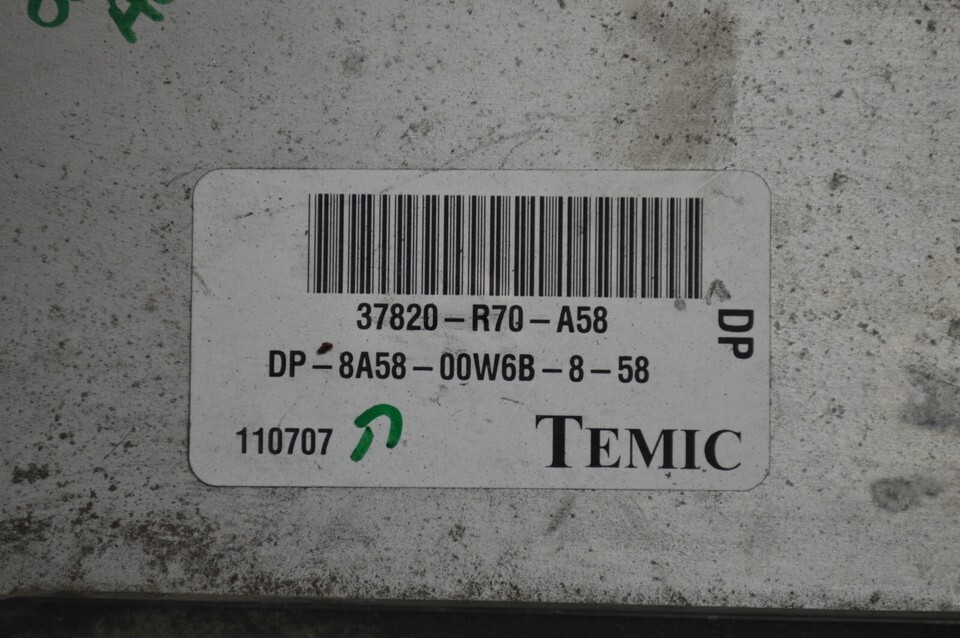 37820-R70-A58
DP
DP-8A58-00W6B-8-58
110707
TEMIC